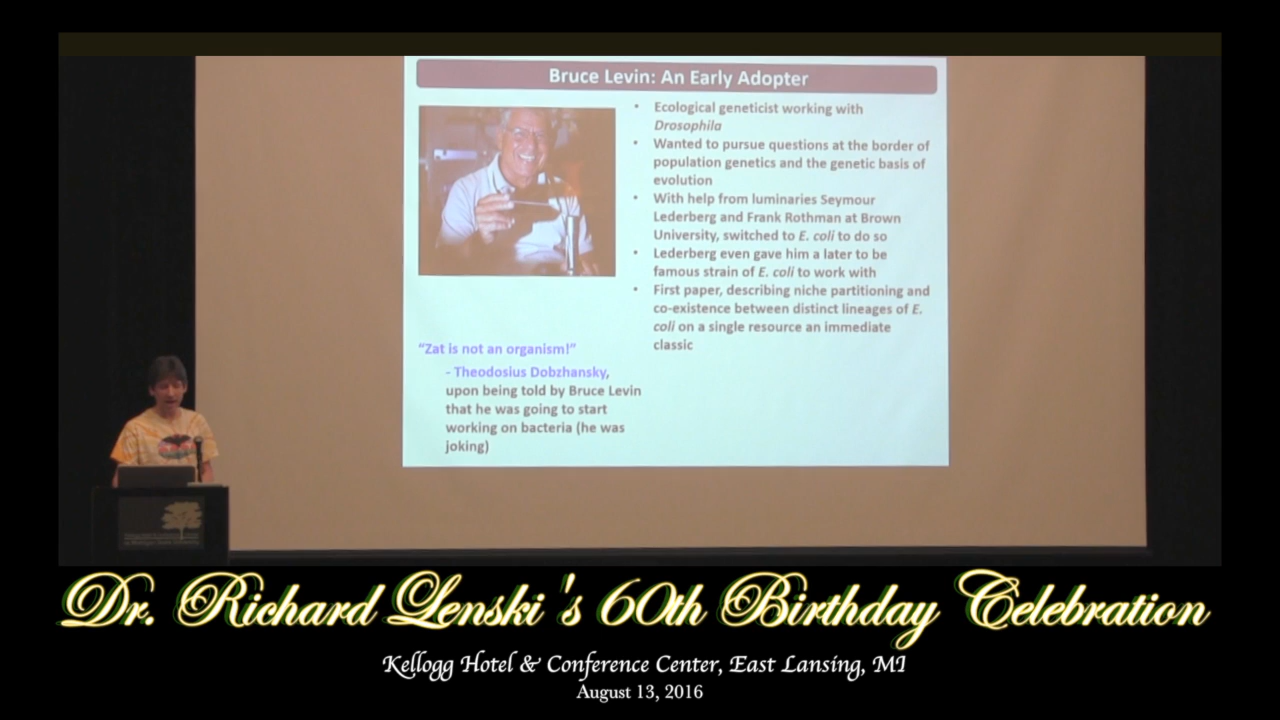 Bruce Levin: An Early Adopter
• Ecological geneticist working with
Drosophila
• Wanted to pursue questions at the border of
population genetics and the genetic basis of
evolution
• With help from luminaries Seymour
Lederberg and Frank Rothman at Brown
University, switched to E. coli to do so
• Lederberg even gave him a later to be
famous strain of E. coli to work with
• First paper, describing niche partitioning and
co-existence between distinct lineages of E.
coli on a single resource an immediate
classic
“Zat is not an organism!”
- Theodosius Dobzhansky,
upon being told by Bruce Levin
that he was going to start
working on bacteria (he was
joking)
Dr. Richard Lenski's 60th Birthday Celebration
Kellogg Hotel & Conference Center, East Lansing, MI
August 13, 2016